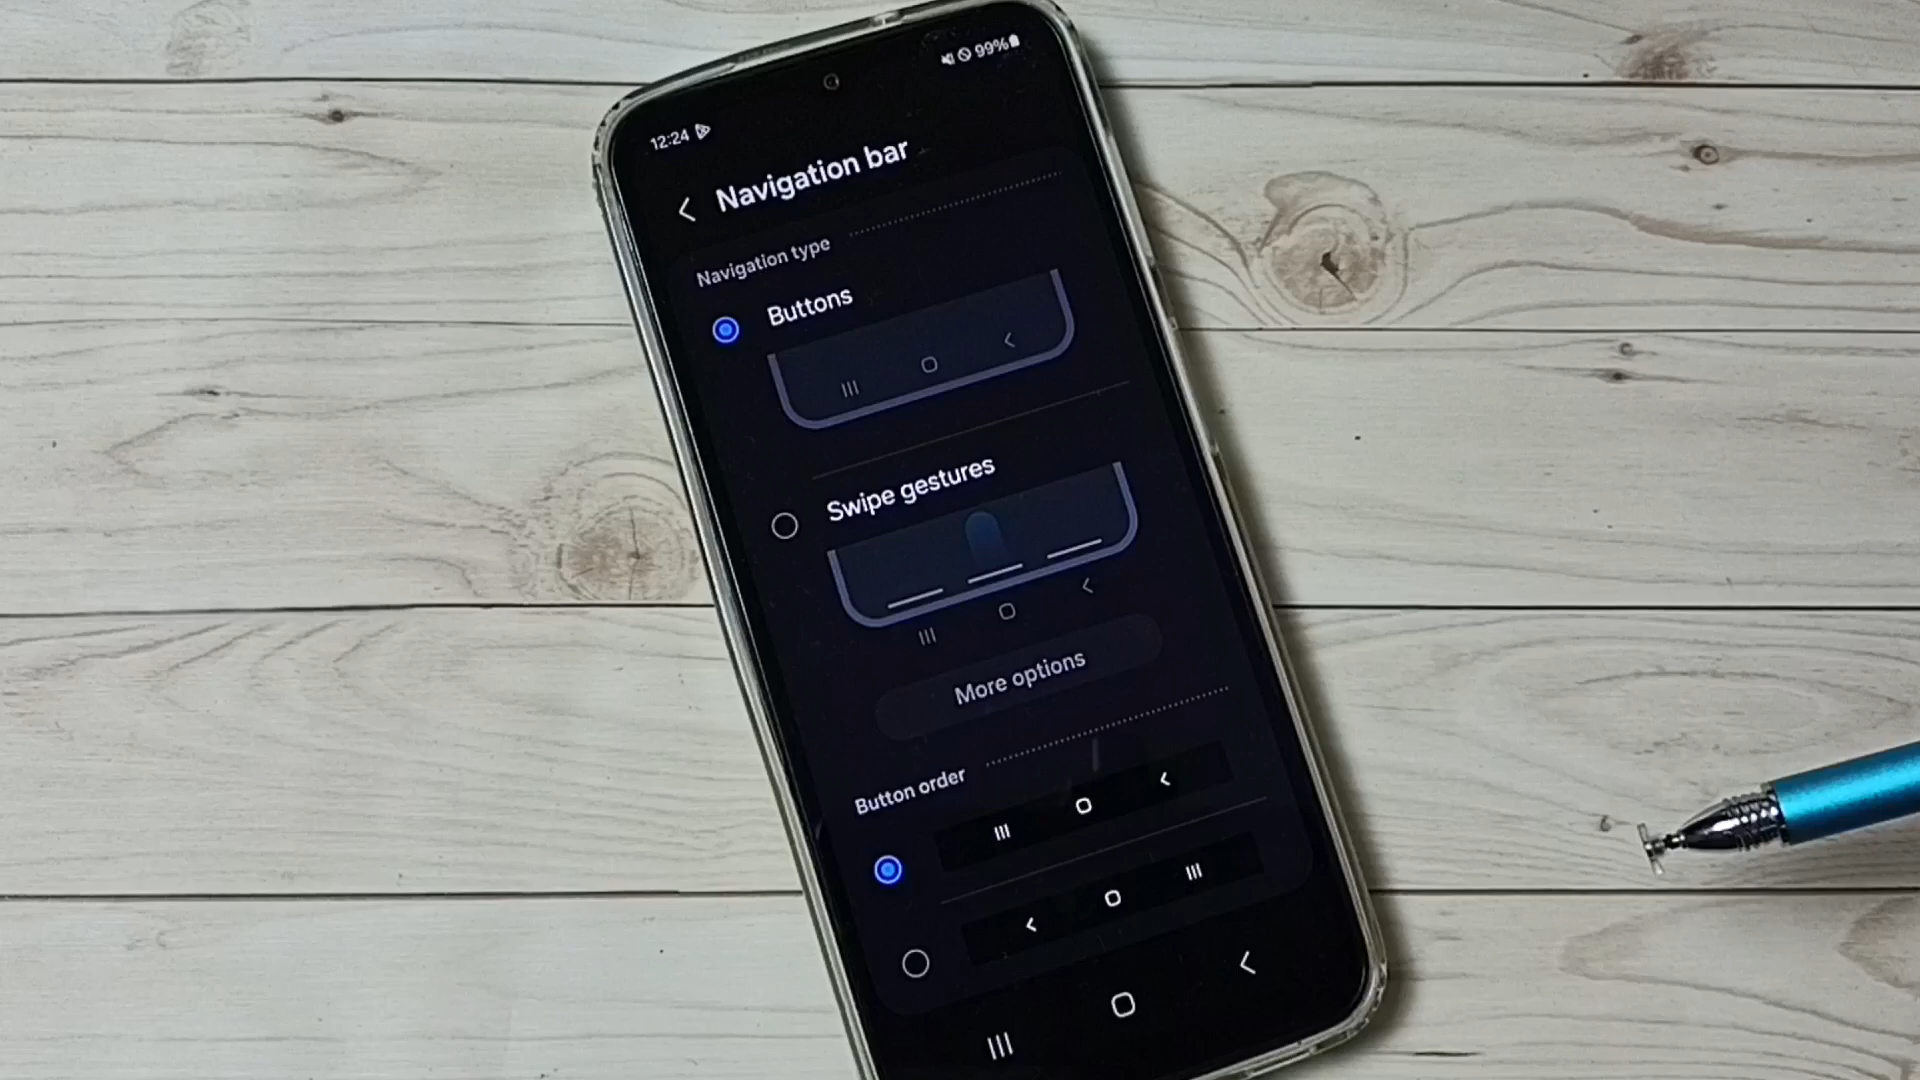 12:24 99%
Navigation bar
Navigation type
Buttons
Swipe gestures
More options
Button order